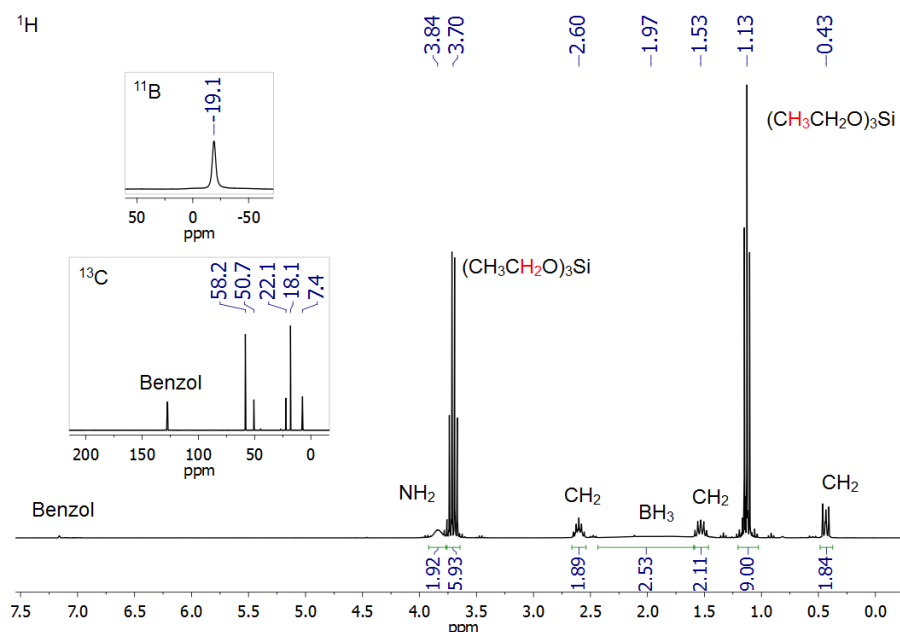 ¹H
3.84
3.70
2.60
1.97
1.53
1.13
0.43
¹¹B
-19.1
50 0 -50
ppm
(CH₃CH₂O)₃Si
(CH₃CH₂O)₃Si
¹³C
58.2
50.7
22.1
18.1
7.4
Benzol
200 150 100 50 0
ppm
Benzol
NH₂
CH₂
BH₃
CH₂
CH₂
1.92
5.93
1.89
2.53
2.11
9.00
1.84
7.5 7.0 6.5 6.0 5.5 5.0 4.5 4.0 3.5 3.0 2.5 2.0 1.5 1.0 0.5 0.0
ppm